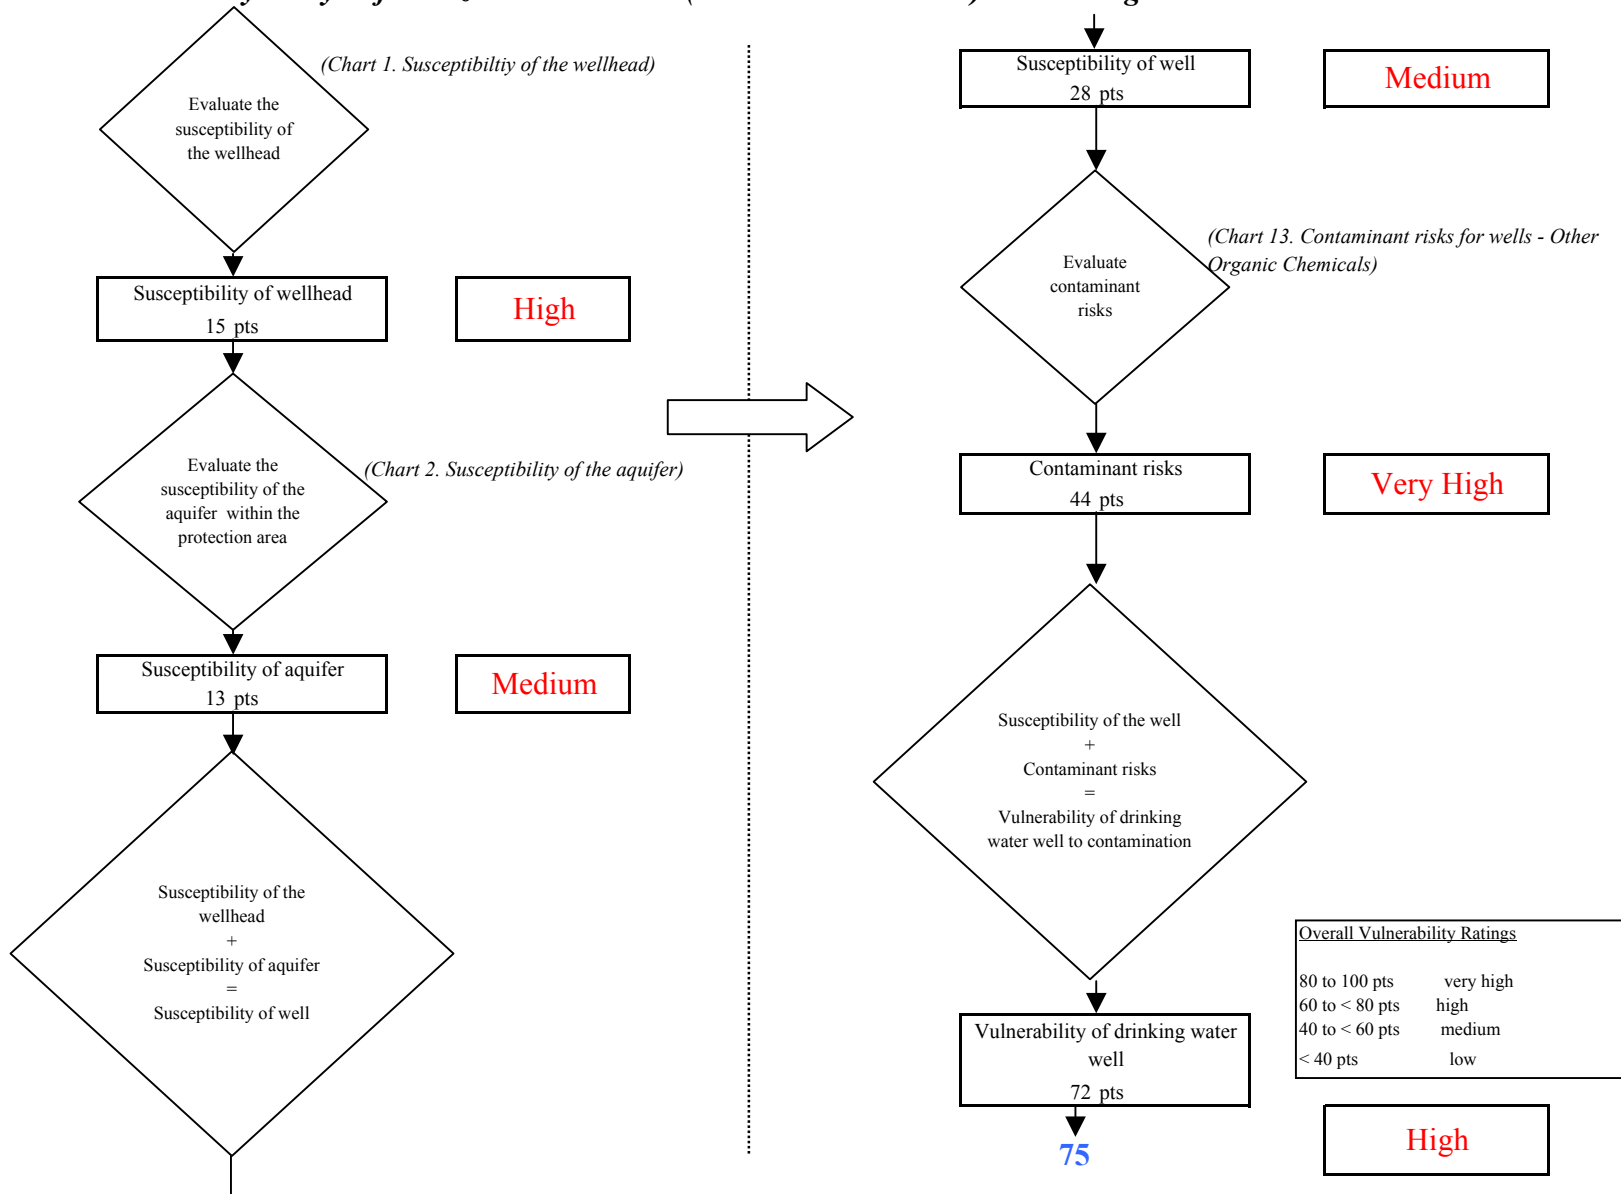 (Chart 1. Susceptibiltiy of the wellhead)
Evaluate the
susceptibility of
the wellhead
Susceptibility of wellhead
15 pts
High
Evaluate the
susceptibility of the
aquifer within the
protection area
(Chart 2. Susceptibility of the aquifer)
Susceptibility of aquifer
13 pts
Medium
Susceptibility of the
wellhead
+
Susceptibility of aquifer
=
Susceptibility of well
Susceptibility of well
28 pts
Medium
Evaluate
contaminant
risks
(Chart 13. Contaminant risks for wells - Other
Organic Chemicals)
Contaminant risks
44 pts
Very High
Susceptibility of the well
+
Contaminant risks
=
Vulnerability of drinking
water well to contamination
Overall Vulnerability Ratings
80 to 100 pts very high
60 to < 80 pts high
40 to < 60 pts medium
< 40 pts low
Vulnerability of drinking water
well
72 pts
75
High